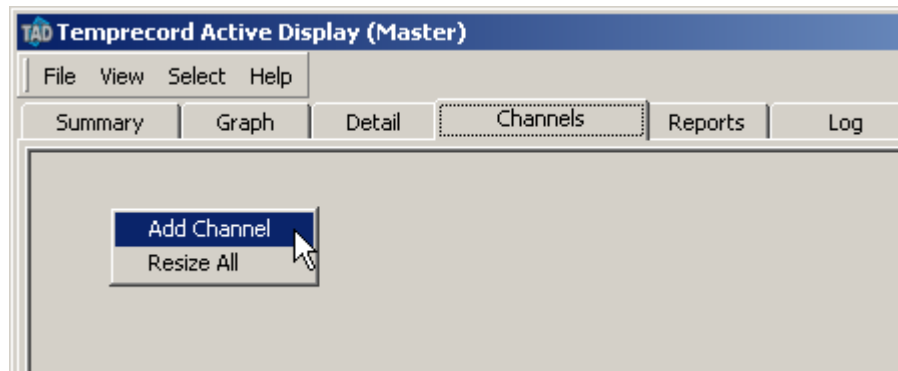 TAD Temprecord Active Display (Master)
File View Select Help
Summary Graph Detail Channels Reports Log
Add Channel
Resize All